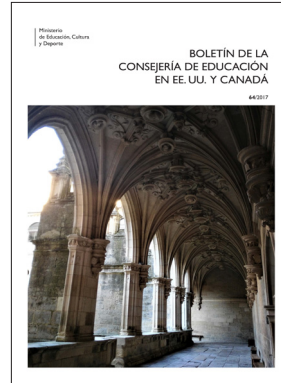 Ministerio
de Educación, Cultura
y Deporte
BOLETÍN DE LA
CONSEJERÍA DE EDUCACIÓN
EN EE. UU. Y CANADÁ
64/2017